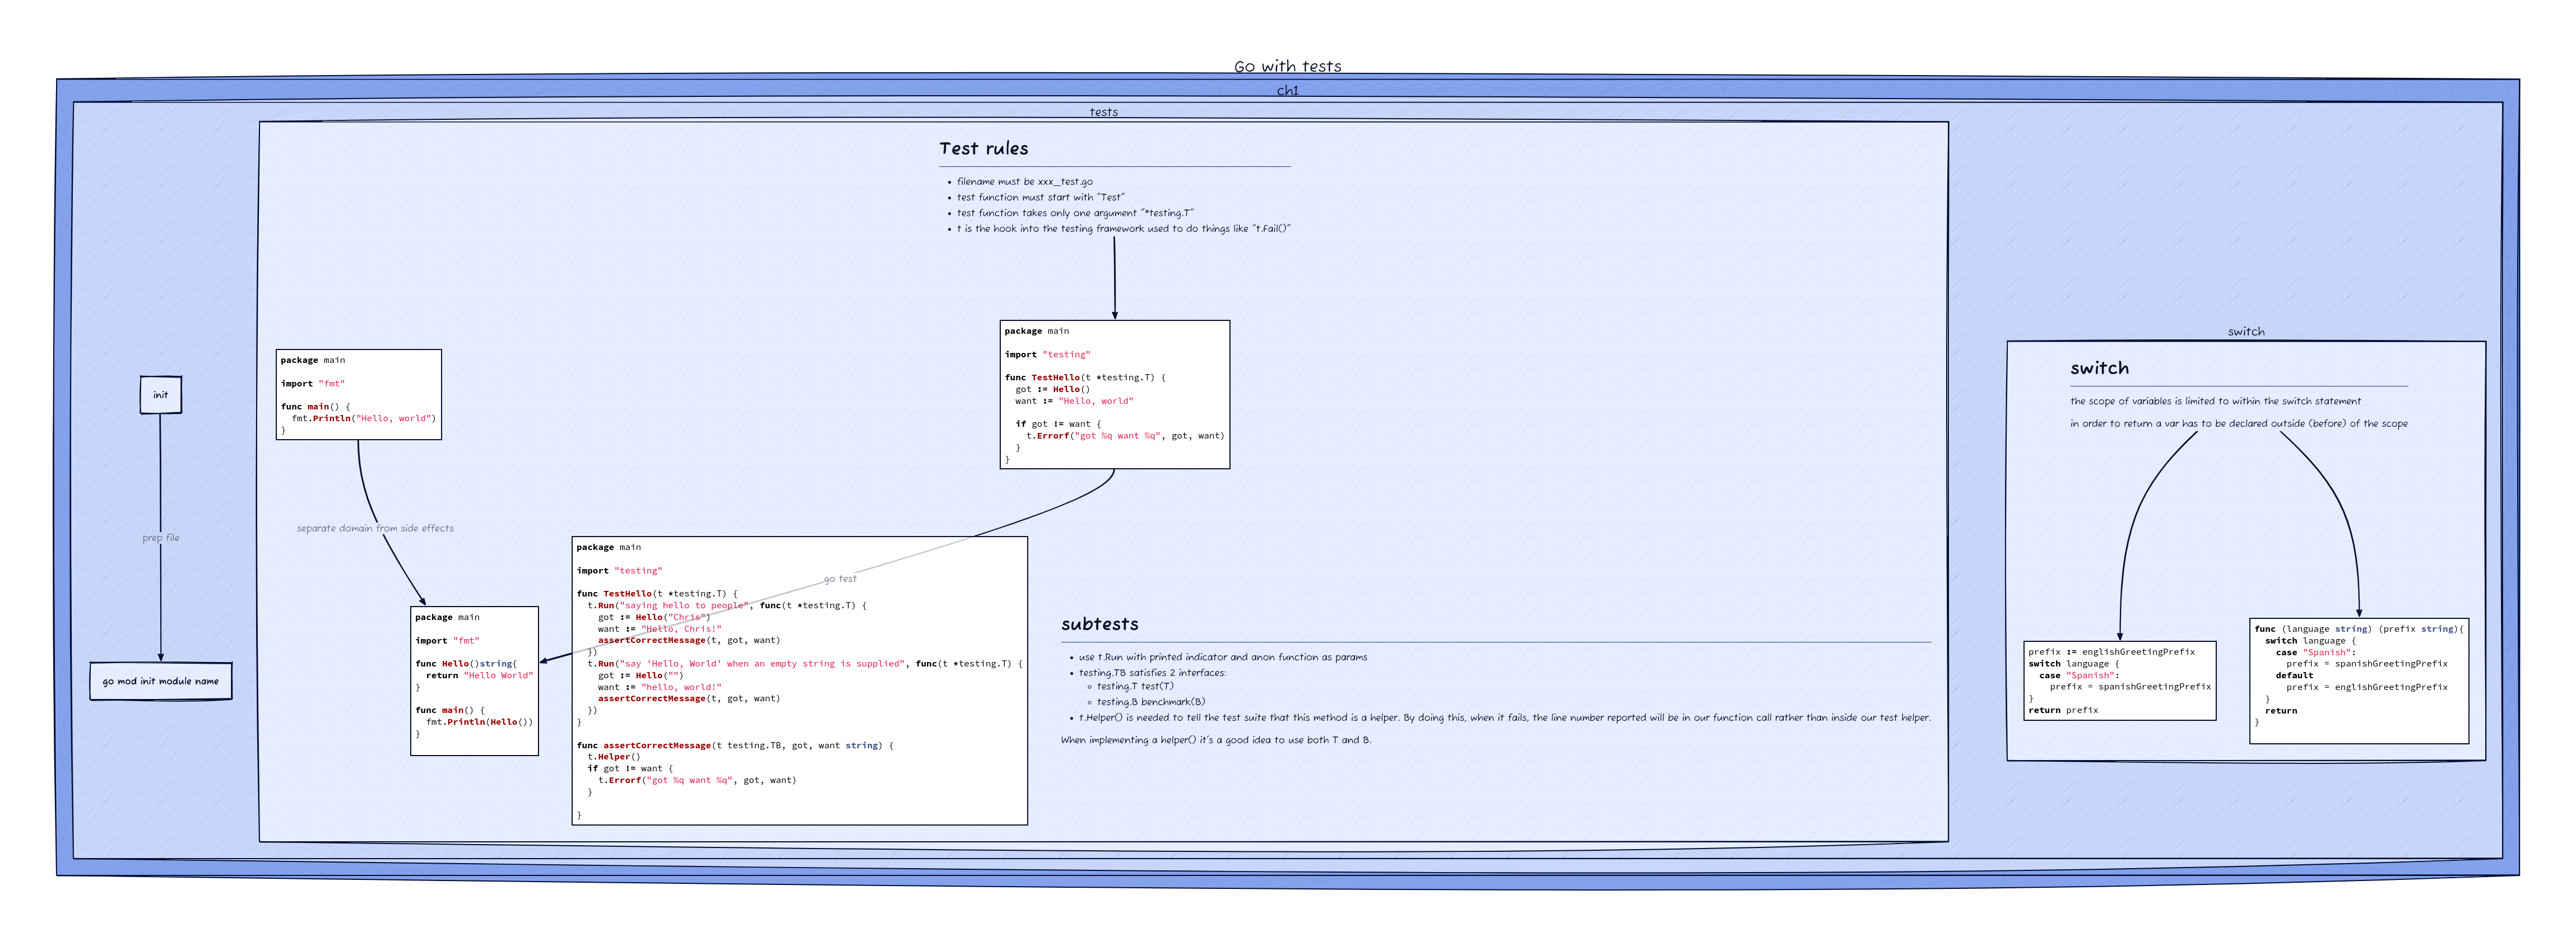 Go with tests
ch1
tests
init
prep file
go mod init module name
Test rules
• filename must be xxx_test.go
• test function must start with "Test"
• test function takes only one argument "*testing.T"
• t is the hook into the testing framework used to do things like "t.Fail()"
package main
import "fmt"
func main() {
fmt.Println("Hello, world")
}
separate domain from side effects
package main
import "testing"
func TestHello(t *testing.T) {
got := Hello()
want := "Hello, world"
if got != want {
t.Errorf("got %q want %q", got, want)
}
}
go test
package main
import "fmt"
func Hello()string{
return "Hello World"
}
func main() {
fmt.Println(Hello())
}
package main
import "testing"
func TestHello(t *testing.T) {
t.Run("saying hello to people", func(t *testing.T) {
got := Hello("Chris")
want := "Hello, Chris!"
assertCorrectMessage(t, got, want)
})
t.Run("say 'Hello, World' when an empty string is supplied", func(t *testing.T) {
got := Hello("")
want := "hello, world!"
assertCorrectMessage(t, got, want)
})
}
func assertCorrectMessage(t testing.TB, got, want string) {
t.Helper()
if got != want {
t.Errorf("got %q want %q", got, want)
}
}
subtests
• use t.Run with printed indicator and anon function as params
• testing.TB satisfies 2 interfaces:
◦ testing.T test(T)
◦ testing.B benchmark(B)
• t.Helper() is needed to tell the test suite that this method is a helper. By doing this, when it fails, the line number reported will be in our function call rather than inside our test helper.
When implementing a helper() it's a good idea to use both T and B.
switch
switch
the scope of variables is limited to within the switch statement
in order to return a var has to be declared outside (before) of the scope
prefix := englishGreetingPrefix
switch language {
case "Spanish":
prefix = spanishGreetingPrefix
}
return prefix
func (language string) (prefix string){
switch language {
case "Spanish":
prefix = spanishGreetingPrefix
default
prefix = englishGreetingPrefix
}
return
}